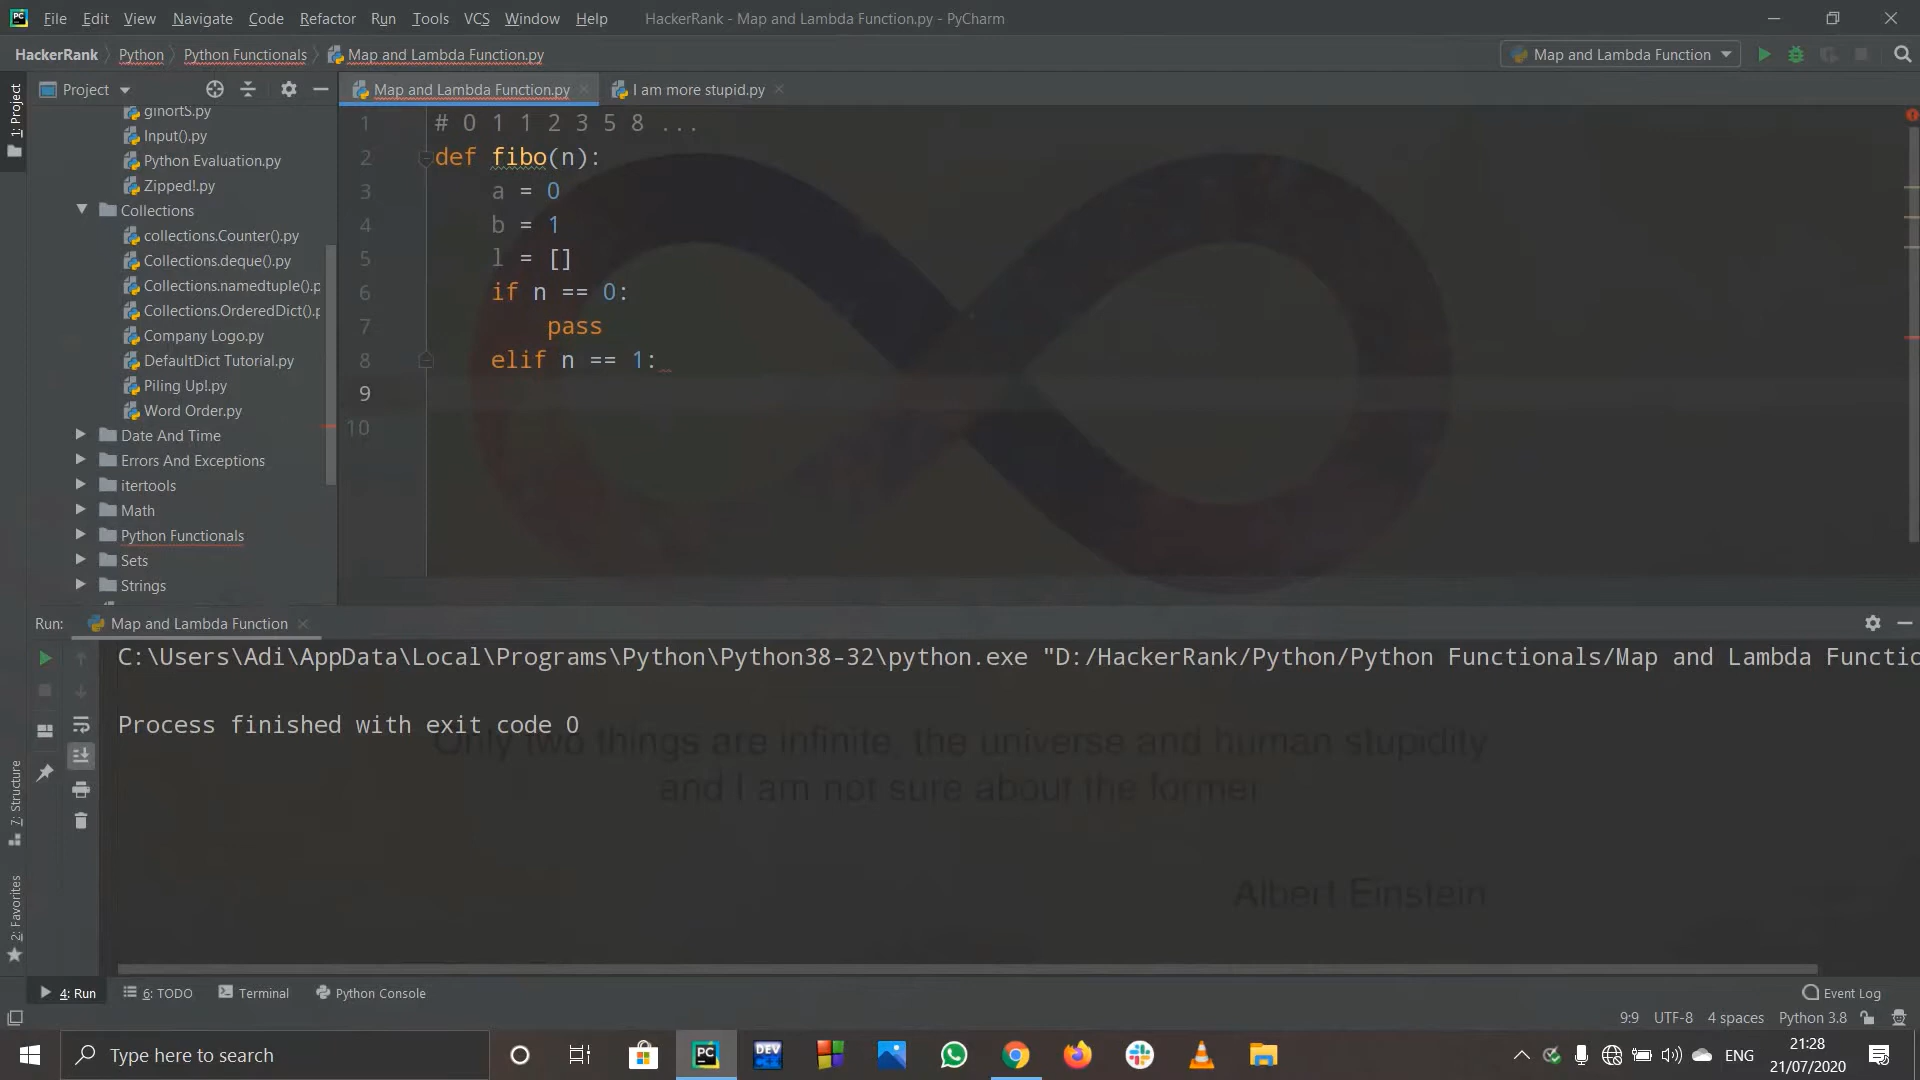 File Edit View Navigate Code Refactor Run Tools VCS Window Help HackerRank - Map and Lambda Function.py - PyCharm
HackerRank Python Python Functionals Map and Lambda Function.py Map and Lambda Function
1: Project
Project
Map and Lambda Function.py I am more stupid.py
ginortS.py
Input().py
Python Evaluation.py
Zipped!.py
Collections
collections.Counter().py
Collections.deque().py
Collections.namedtuple().p
Collections.OrderedDict().p
Company Logo.py
DefaultDict Tutorial.py
Piling Up!.py
Word Order.py
Date And Time
Errors And Exceptions
itertools
Math
Python Functionals
Sets
Strings
1 # 0 1 1 2 3 5 8 ...
2 def fibo(n):
3 a = 0
4 b = 1
5 l = []
6 if n == 0:
7 pass
8 elif n == 1:
9
10
Run: Map and Lambda Function
C:\Users\Adi\AppData\Local\Programs\Python\Python38-32\python.exe "D:/HackerRank/Python/Python Functionals/Map and Lambda Functio
Process finished with exit code 0
Only two things are infinite, the universe and human stupidity
and I am not sure about the former
Albert Einstein
7: Structure
2: Favorites
4: Run 6: TODO Terminal Python Console Event Log
9:9 UTF-8 4 spaces Python 3.8
Type here to search
PC
DEV
ENG
21:28
21/07/2020